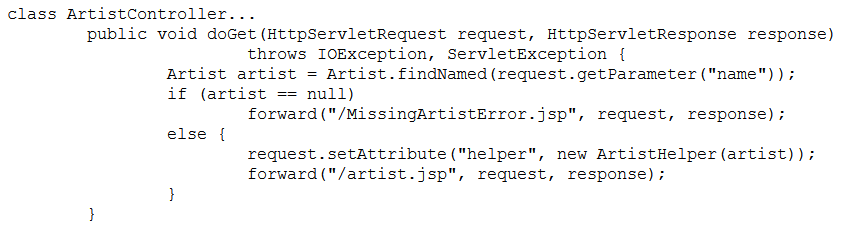 class ArtistController...
public void doGet(HttpServletRequest request, HttpServletResponse response)
throws IOException, ServletException {
Artist artist = Artist.findNamed(request.getParameter("name"));
if (artist == null)
forward("/MissingArtistError.jsp", request, response);
else {
request.setAttribute("helper", new ArtistHelper(artist));
forward("/artist.jsp", request, response);
}
}